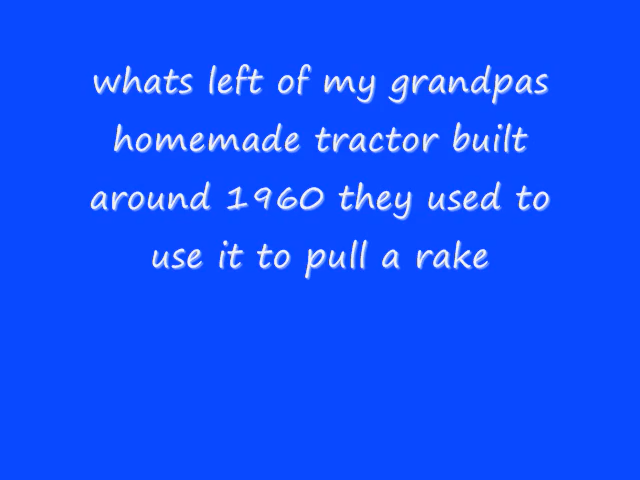 whats left of my grandpas
homemade tractor built
around 1960 they used to
use it to pull a rake